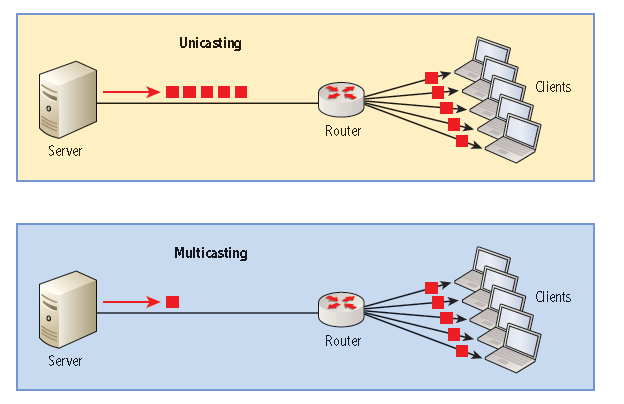 Unicasting
Clients
Router
Server
Multicasting
Clients
Router
Server